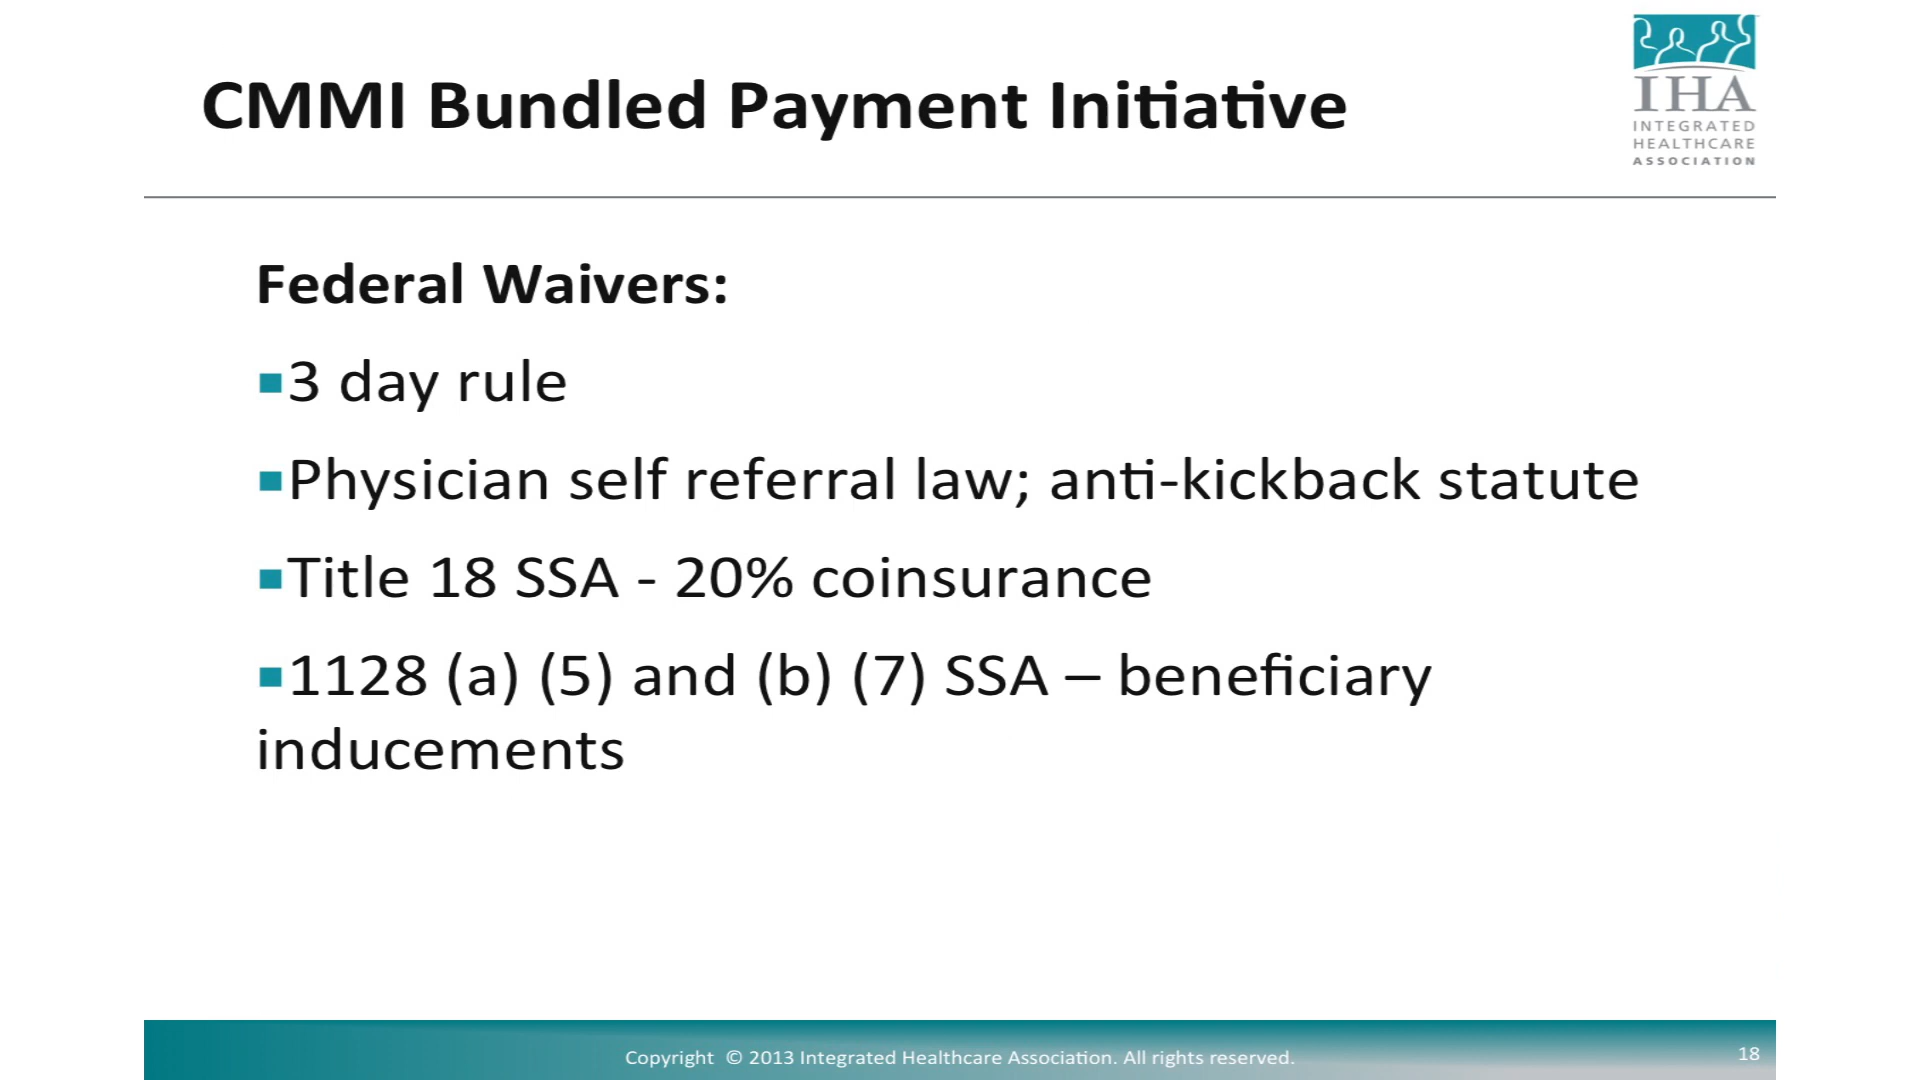 CMMI Bundled Payment Initiative
IHA
INTEGRATED
HEALTHCARE
ASSOCIATION
Federal Waivers:
▪3 day rule
▪Physician self referral law; anti-kickback statute
▪Title 18 SSA - 20% coinsurance
▪1128 (a) (5) and (b) (7) SSA – beneficiary
inducements
Copyright © 2013 Integrated Healthcare Association. All rights reserved.
18